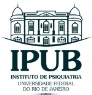 IPUB
INSTITUTO DE PSIQUIATRIA
UNIVERSIDADE FEDERAL
DO RIO DE JANEIRO